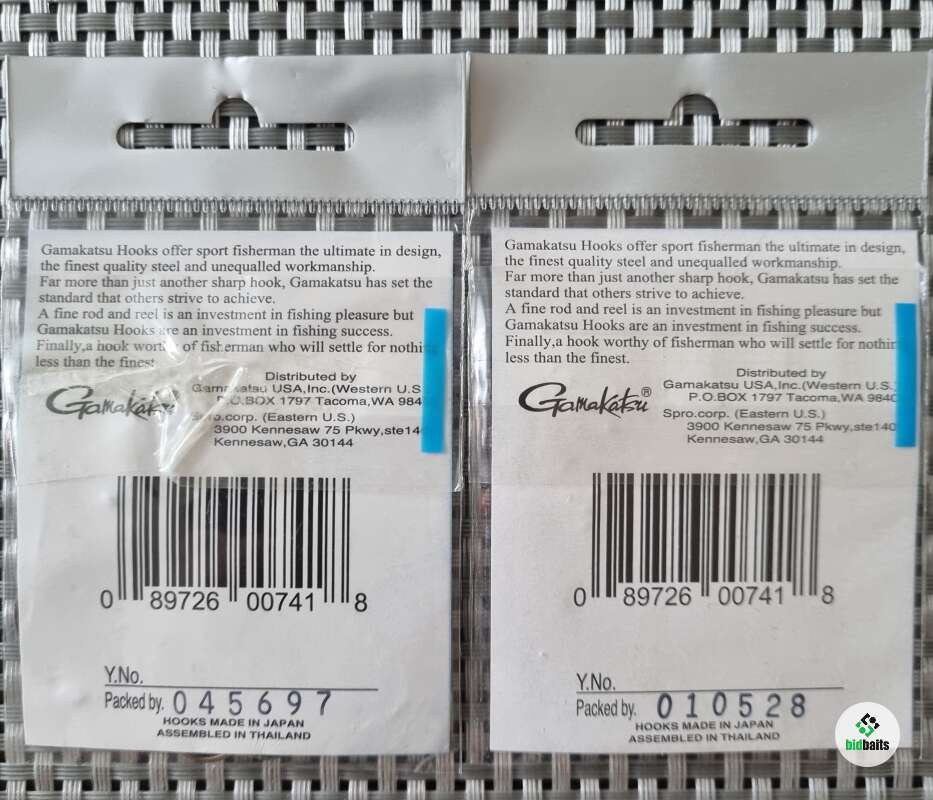 Gamakatsu Hooks offer sport fisherman the ultimate in design,
the finest quality steel and unequalled workmanship.
Far more than just another sharp hook, Gamakatsu has set the
standard that others strive to achieve.
A fine rod and reel is an investment in fishing pleasure but
Gamakatsu Hooks are an investment in fishing success.
Finally,a hook of fisherman who will settle for
less than the finest
Gamakatsu
Distributed by
Gamakatsu USA,Inc.(Western U.S
P.O.BOX 1797 Tacoma,WA 984
Spro.corp. (Eastern U.S.)
3900 Kennesaw 75 Pkwy,ste14
Kennesaw,GA 30144
0 89726 00741 8
Y.No.
Packed by. 045697
HOOKS MADE IN JAPAN
ASSEMBLED IN THAILAND
Gamakatsu Hooks offer sport fisherman the ultimate in design,
the finest quality steel and unequalled workmanship.
Far more than just another sharp hook, Gamakatsu has set the
standard that others strive to achieve.
A fine rod and reel is an investment in fishing pleasure but
Gamakatsu Hooks are an investment in fishing success.
Finally,a hook worthy of fisherman who will settle for
less than the finest.
Gamakatsu®
Distributed by
Gamakatsu USA,Inc.(Western U.S.
P.O.BOX 1797 Tacoma,WA 9840
Spro.corp. (Eastern U.S.)
3900 Kennesaw 75 Pkwy,ste140
Kennesaw,GA 30144
0 89726 00741 8
Y.No.
Packed by. 010528
HOOKS MADE IN JAPAN
ASSEMBLED IN THAILAND
bidbaits